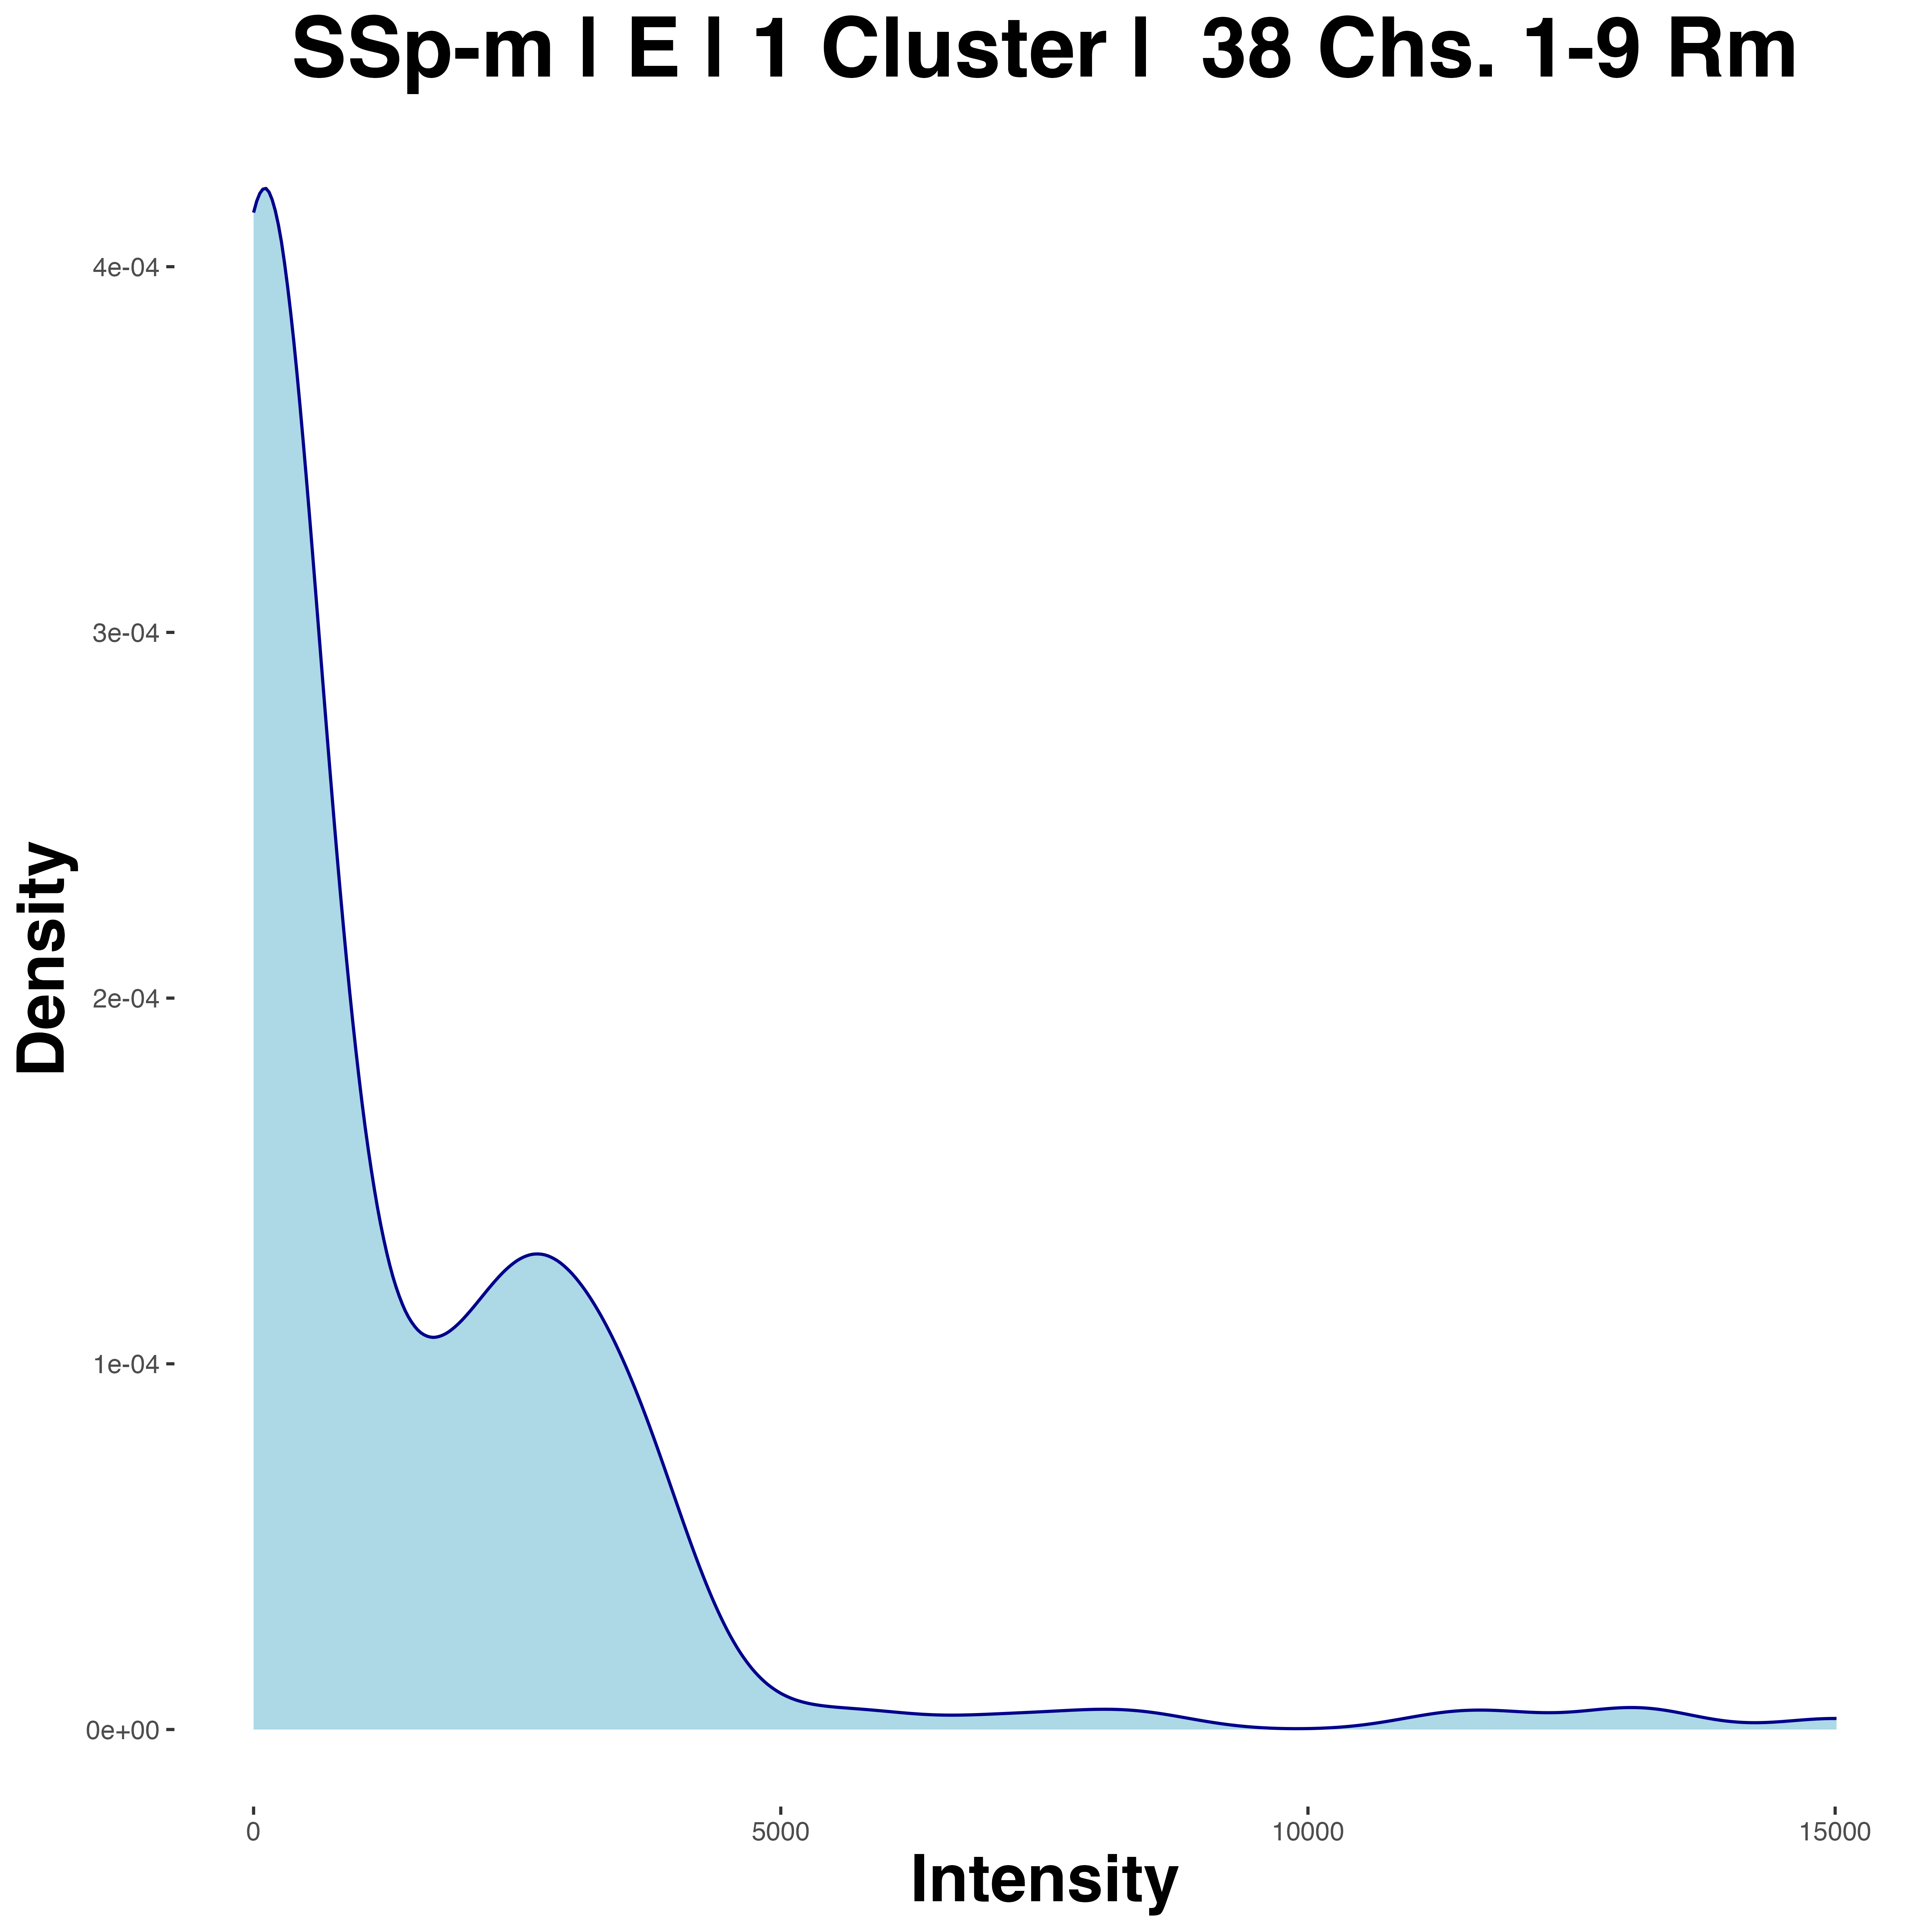 SSp-m | E | 1 Cluster |  38 Chs. 1-9 Rm
Density
4e-04
3e-04
2e-04
1e-04
0e+00
0 5000 10000 15000
Intensity